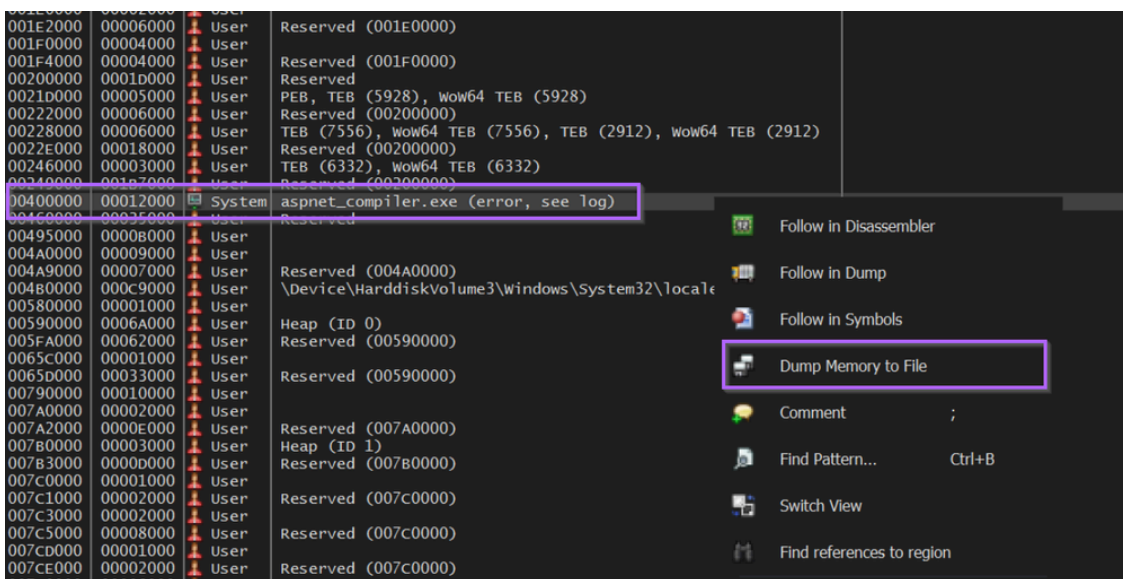 001E2000 00006000 User Reserved (001E0000)
001F0000 00004000 User
001F4000 00004000 User Reserved (001F0000)
00200000 0001D000 User Reserved
0021D000 00005000 User PEB, TEB (5928), WoW64 TEB (5928)
00222000 00006000 User Reserved (00200000)
00228000 00006000 User TEB (7556), WoW64 TEB (7556), TEB (2912), WoW64 TEB (2912)
0022E000 00018000 User Reserved (00200000)
00246000 00003000 User TEB (6332), WoW64 TEB (6332)
00249000 001B7000 User Reserved (00200000)
00400000 00012000 System aspnet_compiler.exe (error, see log)
00460000 00035000 User Reserved
00495000 0000B000 User
004A0000 00009000 User
004A9000 00007000 User Reserved (004A0000)
004B0000 000C9000 User \Device\HarddiskVolume3\Windows\System32\locale
00580000 00001000 User
00590000 0006A000 User Heap (ID 0)
005FA000 00062000 User Reserved (00590000)
0065C000 00001000 User
0065D000 00033000 User Reserved (00590000)
00790000 00010000 User
007A0000 00002000 User
007A2000 0000E000 User Reserved (007A0000)
007B0000 00003000 User Heap (ID 1)
007B3000 0000D000 User Reserved (007B0000)
007C0000 00001000 User
007C1000 00002000 User Reserved (007C0000)
007C3000 00002000 User
007C5000 00008000 User Reserved (007C0000)
007CD000 00001000 User
007CE000 00002000 User Reserved (007C0000)
Follow in Disassembler
Follow in Dump
Follow in Symbols
Dump Memory to File
Comment ;
Find Pattern... Ctrl+B
Switch View
Find references to region